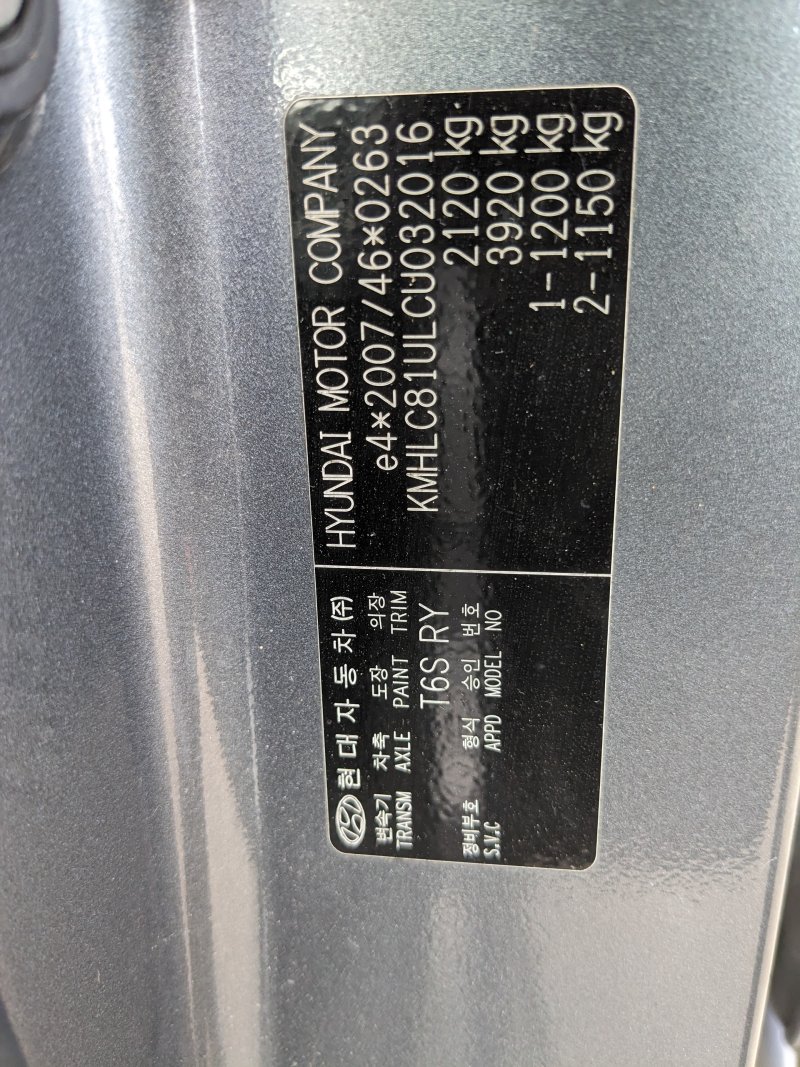 현대자동차(주)
변속기 차축 도장 의장
TRANSM AXLE PAINT TRIM
T6S RY
정비부호 형식 승인 번호
S.V.C APPD MODEL NO
HYUNDAI MOTOR COMPANY
e4*2007/46*0263
KMHLC81ULCU032016
2120 kg
3920 kg
1-1200 kg
2-1150 kg